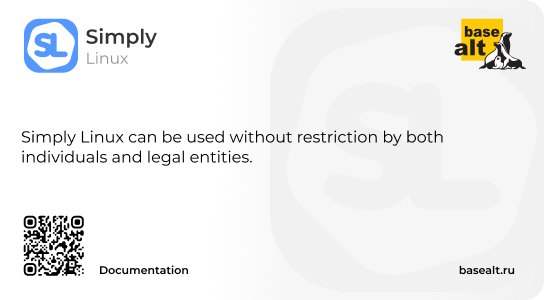 SL
Simply
Linux
base
alt
Simply Linux can be used without restriction by both
individuals and legal entities.
Documentation
basealt.ru